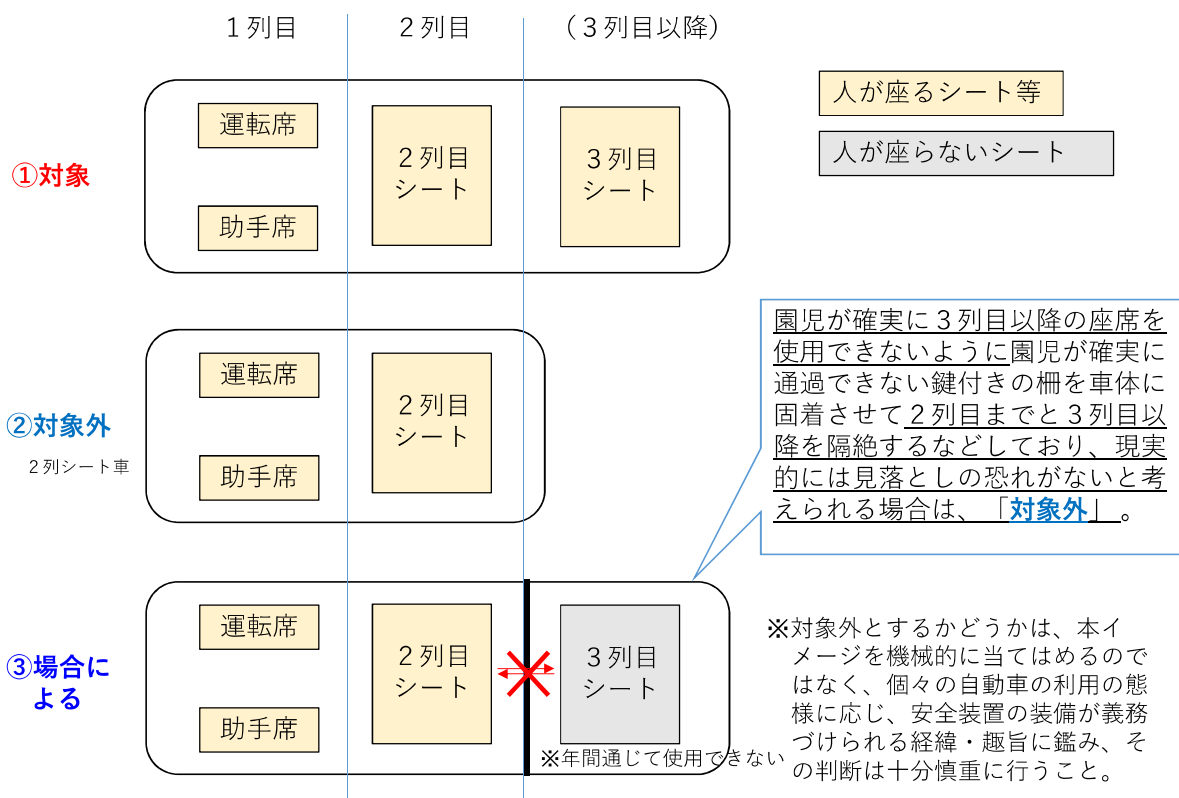 １列目
２列目
（３列目以降）
人が座るシート等
人が座らないシート
①対象
運転席
助手席
２列目
シート
３列目
シート
②対象外
２列シート車
運転席
助手席
２列目
シート
園児が確実に３列目以降の座席を
使用できないように園児が確実に
通過できない鍵付きの柵を車体に
固着させて２列目までと３列目以
降を隔絶するなどしており、現実
的には見落としの恐れがないと考
えられる場合は、「対象外」。
③場合に
よる
運転席
助手席
２列目
シート
３列目
シート
※年間通じて使用できない
※対象外とするかどうかは、本イ
メージを機械的に当てはめるので
はなく、個々の自動車の利用の態
様に応じ、安全装置の装備が義務
づけられる経緯・趣旨に鑑み、そ
の判断は十分慎重に行うこと。